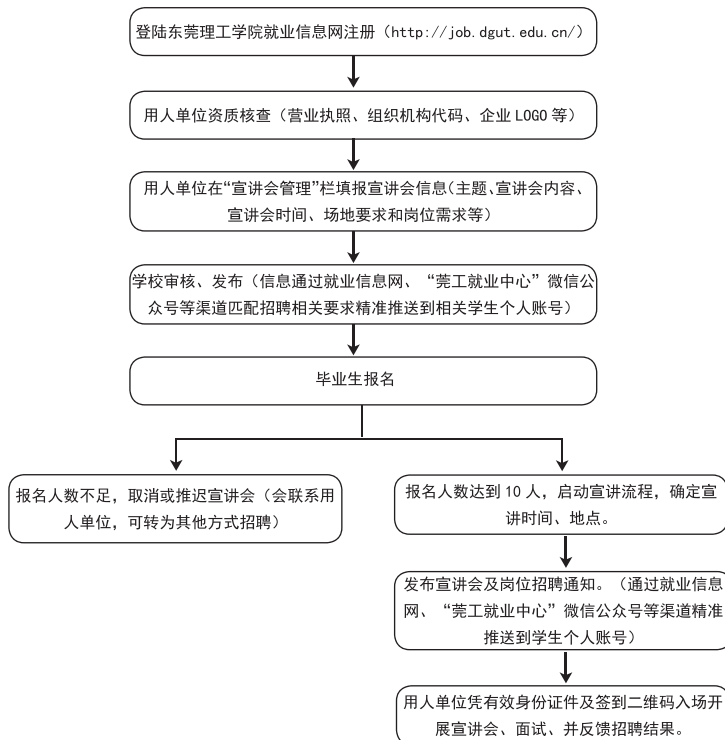 登陆东莞理工学院就业信息网注册（http://job.dgut.edu.cn/）
用人单位资质核查（营业执照、组织机构代码、企业 LOGO 等）
用人单位在“宣讲会管理”栏填报宣讲会信息（主题、宣讲会内容、
宣讲会时间、场地要求和岗位需求等）
学校审核、发布（信息通过就业信息网、“莞工就业中心”微信公
众号等渠道匹配招聘相关要求精准推送到相关学生个人账号）
毕业生报名
报名人数不足，取消或推迟宣讲会（会联系用
人单位，可转为其他方式招聘）
报名人数达到 10 人，启动宣讲流程，确定宣
讲时间、地点。
发布宣讲会及岗位招聘通知。（通过就业信息
网、“莞工就业中心”微信公众号等渠道精准
推送到学生个人账号）
用人单位凭有效身份证件及签到二维码入场开
展宣讲会、面试、并反馈招聘结果。